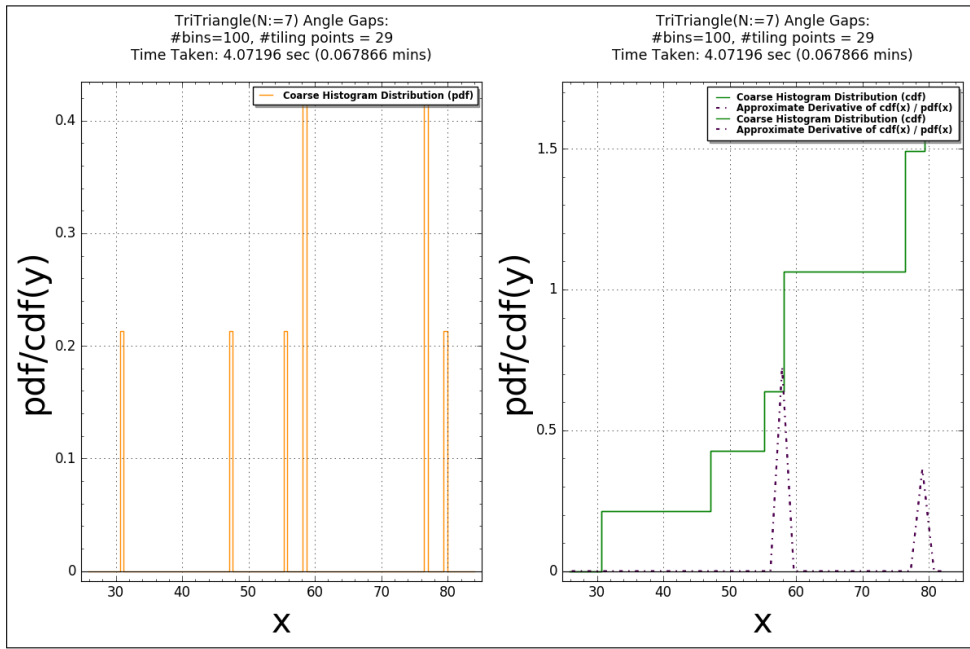 TriTriangle(N:=7) Angle Gaps:
#bins=100, #tiling points = 29
Time Taken: 4.07196 sec (0.067866 mins)
Coarse Histogram Distribution (pdf)
0.4
0.3
0.2
0.1
0
pdf/cdf(y)
30 40 50 60 70 80
x
TriTriangle(N:=7) Angle Gaps:
#bins=100, #tiling points = 29
Time Taken: 4.07196 sec (0.067866 mins)
Coarse Histogram Distribution (cdf)
Approximate Derivative of cdf(x) / pdf(x)
Coarse Histogram Distribution (cdf)
Approximate Derivative of cdf(x) / pdf(x)
1.5
1
0.5
0
pdf/cdf(y)
30 40 50 60 70 80
x